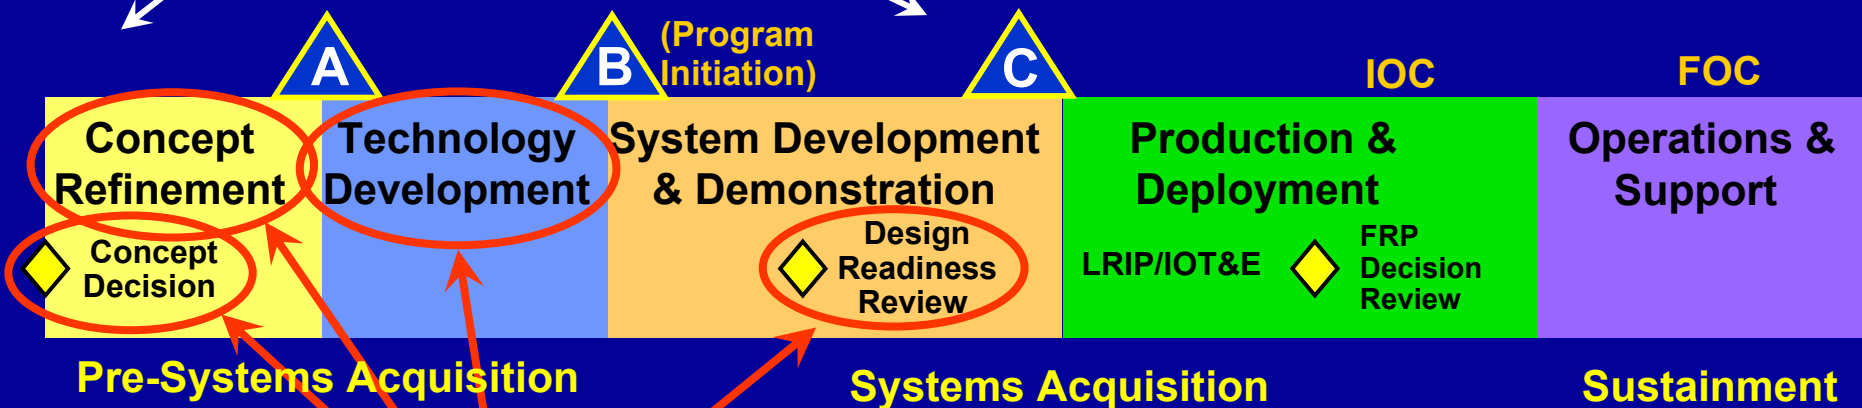 A
B
(Program
Initiation)
C
IOC
FOC
Concept
Refinement
Technology
Development
System Development
& Demonstration
Production &
Deployment
Operations &
Support
Concept
Decision
Design
Readiness
Review
LRIP/IOT&E
FRP
Decision
Review
Pre-Systems Acquisition
Systems Acquisition
Sustainment